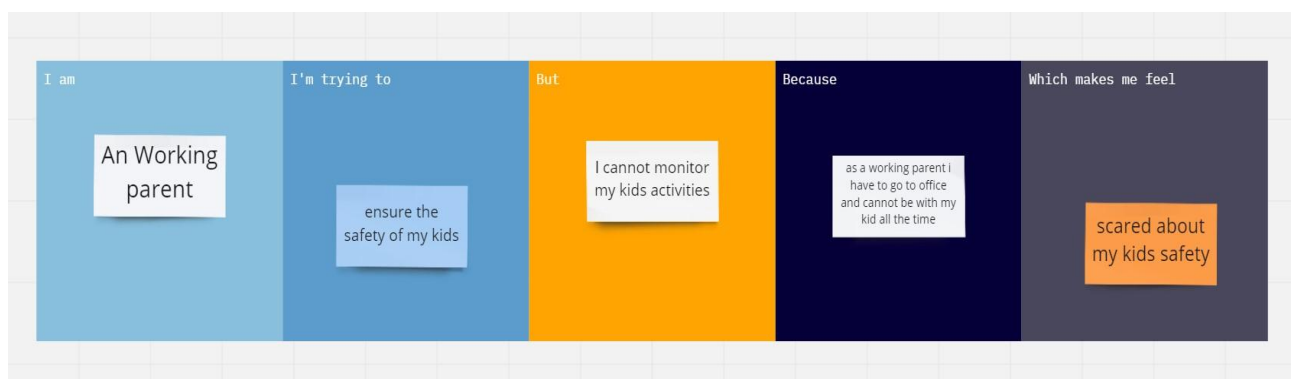 I am
An Working
parent
I'm trying to
ensure the
safety of my kids
But
I cannot monitor
my kids activities
Because
as a working parent i
have to go to office
and cannot be with my
kid all the time
Which makes me feel
scared about
my kids safety